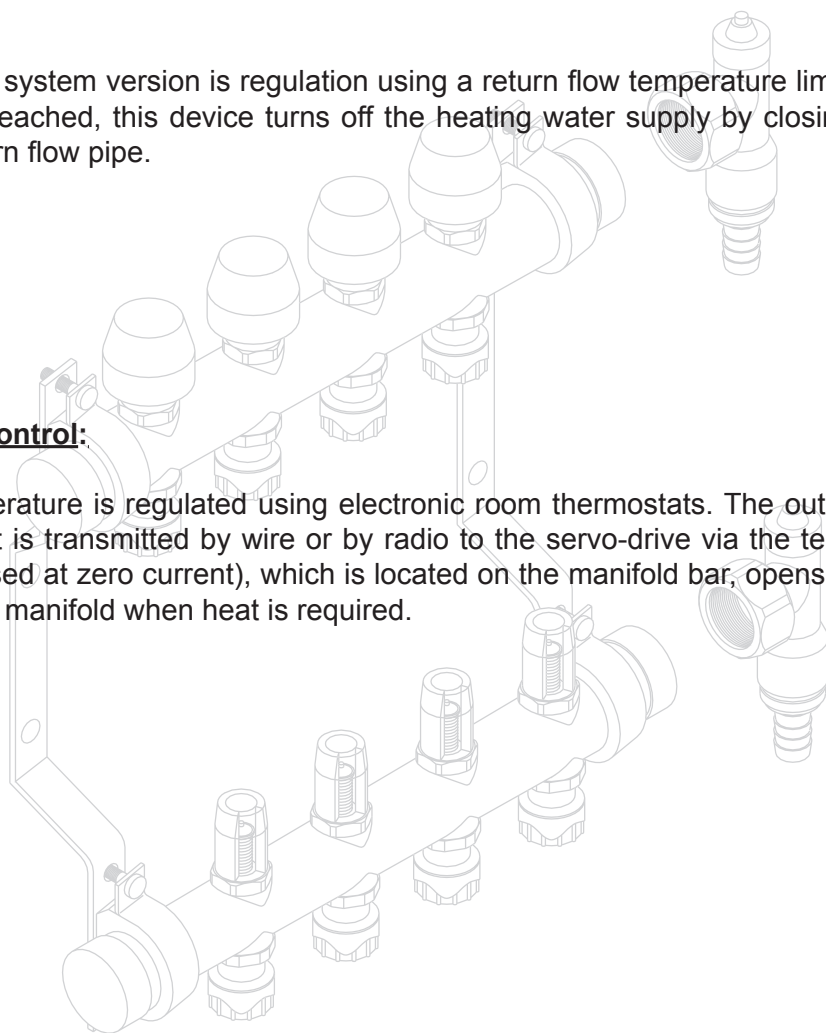 system version is regulation using a return flow temperature lim
eached, this device turns off the heating water supply by closin
rn flow pipe.
ontrol:
erature is regulated using electronic room thermostats. The out
t is transmitted by wire or by radio to the servo-drive via the te
sed at zero current), which is located on the manifold bar, opens
manifold when heat is required.